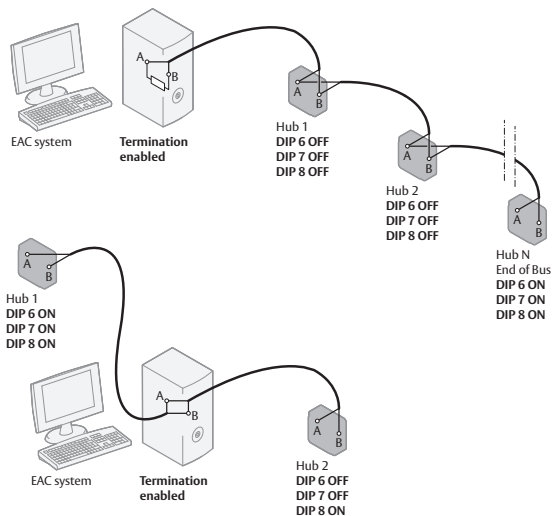 A
B
EAC system
Termination
enabled
A
B
Hub 1
DIP 6 OFF
DIP 7 OFF
DIP 8 OFF
A
B
Hub 2
DIP 6 OFF
DIP 7 OFF
DIP 8 OFF
A
B
Hub N
End of Bus
DIP 6 ON
DIP 7 ON
DIP 8 ON
A
B
Hub 1
DIP 6 ON
DIP 7 ON
DIP 8 ON
A
B
EAC system
Termination
enabled
A
B
Hub 2
DIP 6 OFF
DIP 7 OFF
DIP 8 ON